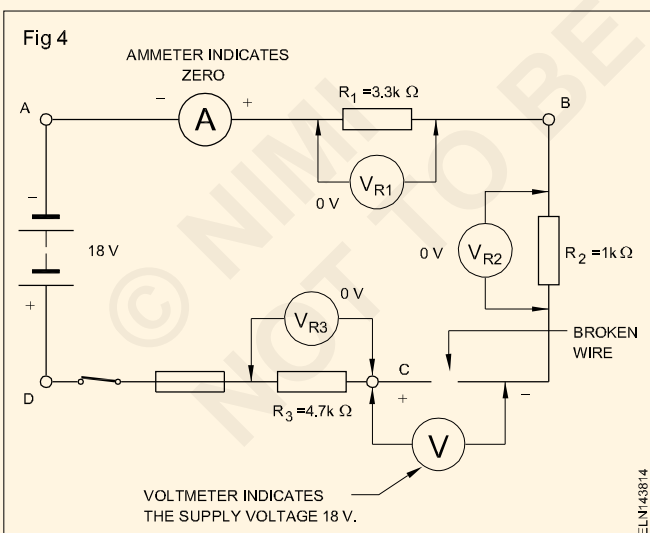 Fig 4
AMMETER INDICATES
ZERO
A
–
A
+
R1 =3.3k Ω
B
VR1
0 V
–
18 V
+
0 V
VR2
R2 =1k Ω
0 V
VR3
BROKEN
WIRE
D
C
R3 =4.7k Ω
+
–
V
VOLTMETER INDICATES
THE SUPPLY VOLTAGE 18 V.
ELN143814
© NIMI
NOT TO BE